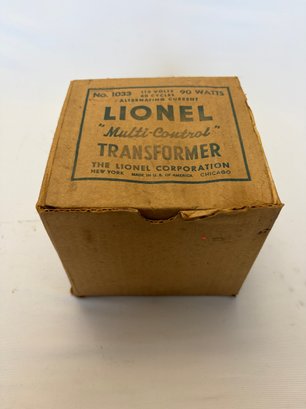 No. 1033 115 VOLTS 60 CYCLES 90 WATTS
ALTERNATING CURRENT
LIONEL
"Multi-Control"
TRANSFORMER
THE LIONEL CORPORATION
NEW YORK MADE IN U.S. OF AMERICA CHICAGO